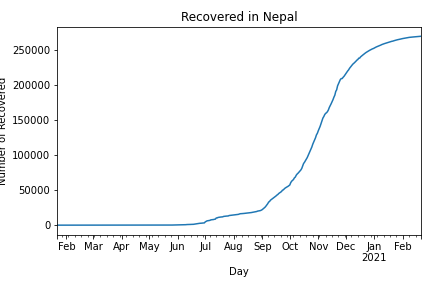 Recovered in Nepal
Number of Recovered
250000
200000
150000
100000
50000
0
Feb Mar Apr May Jun Jul Aug Sep Oct Nov Dec Jan Feb
2021
Day